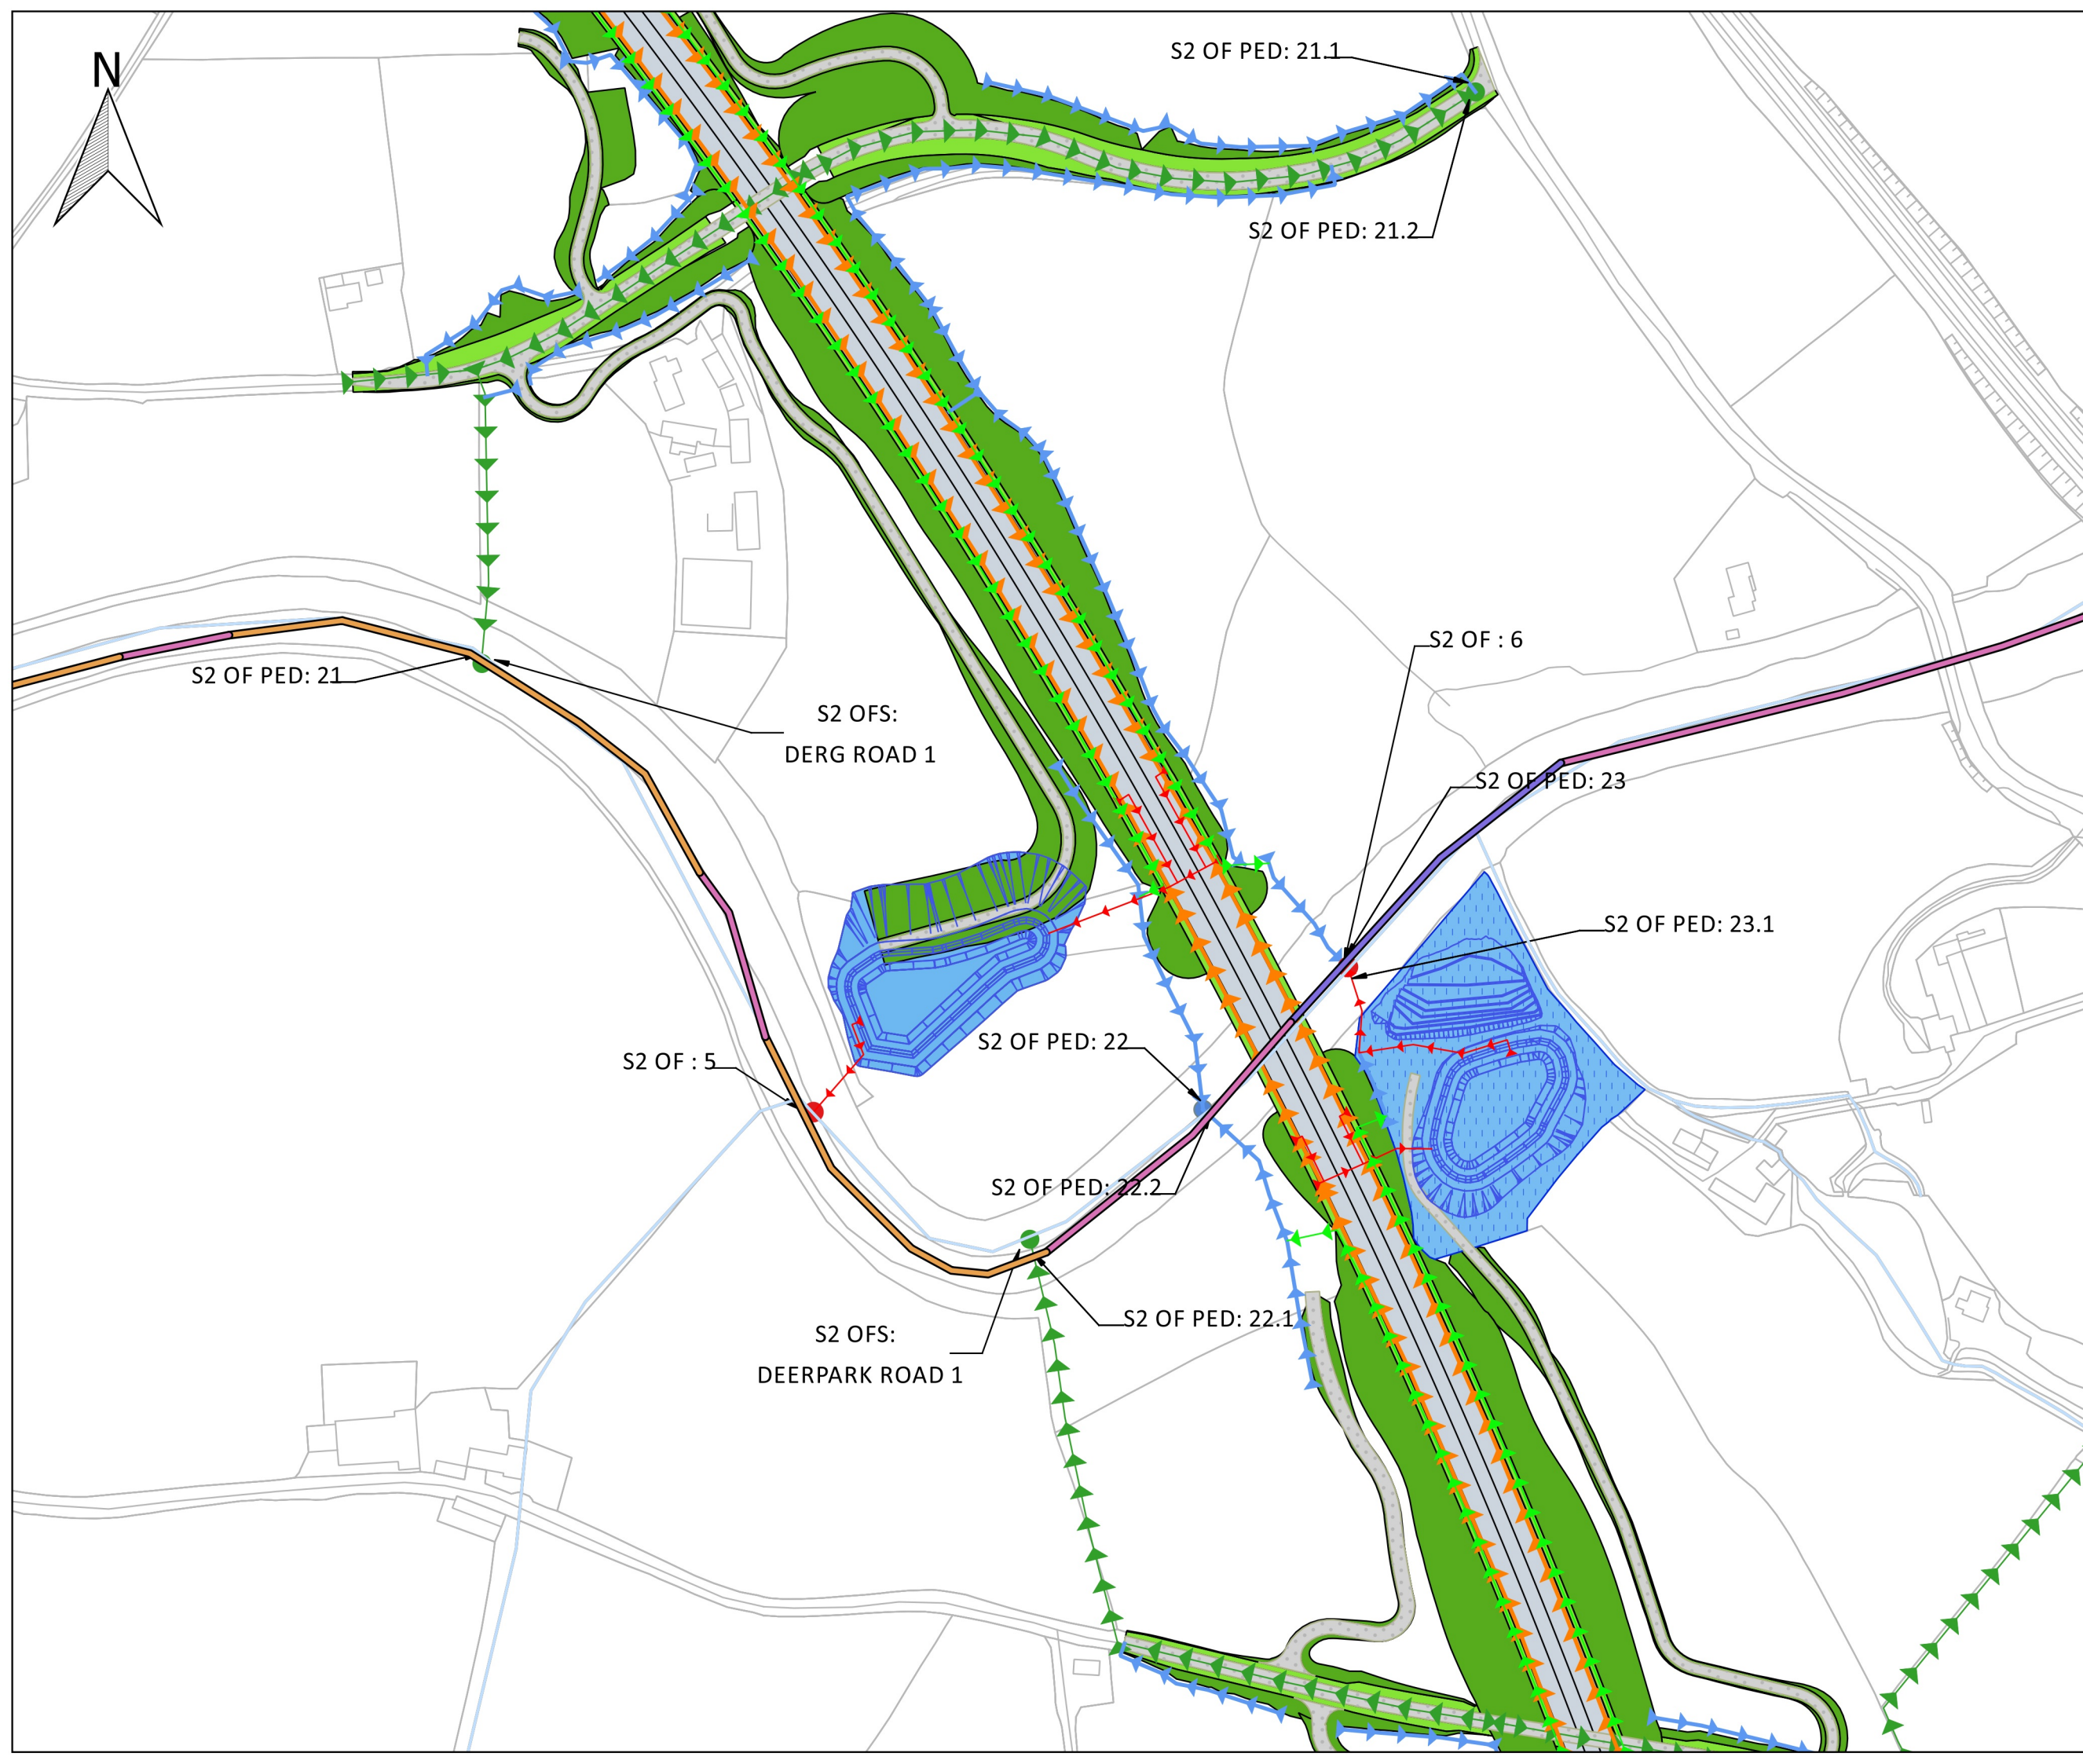 N
S2 OF PED: 21.1
S2 OF PED: 21.2
S2 OF : 6
S2 OF PED: 21
S2 OFS:
DERG ROAD 1
S2 OF PED: 23
S2 OF PED: 23.1
S2 OF PED: 22
S2 OF : 5
S2 OF PED: 22.2
S2 OF PED: 22.1
S2 OFS:
DEERPARK ROAD 1